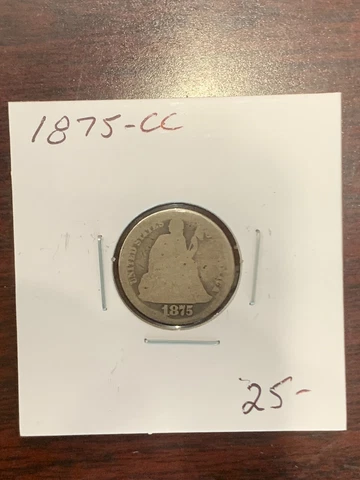 1875-CC
UNITED STATES
1875
25-